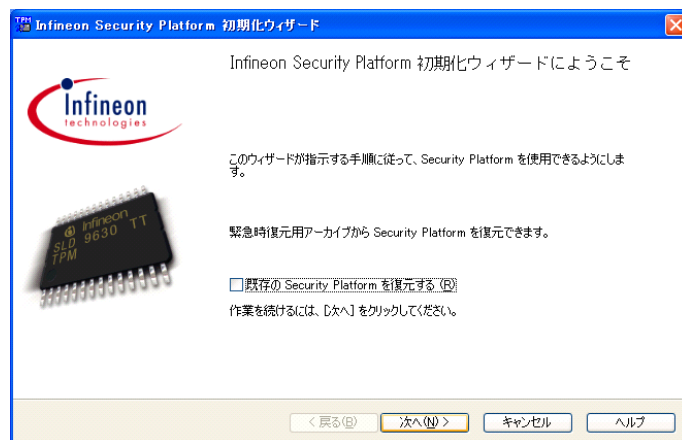 Infineon Security Platform 初期化ウィザード
Infineon Security Platform 初期化ウィザードにようこそ
Infineon
technologies
このウィザードが指示する手順に従って、Security Platform を使用できるようにしま
す。
Infineon
SLD 9630 TT
TPM
緊急時復元用アーカイブから Security Platform を復元できます。
既存の Security Platform を復元する (R)
作業を続けるには、[次へ] をクリックしてください。
< 戻る(B)
次へ(N) >
キャンセル
ヘルプ